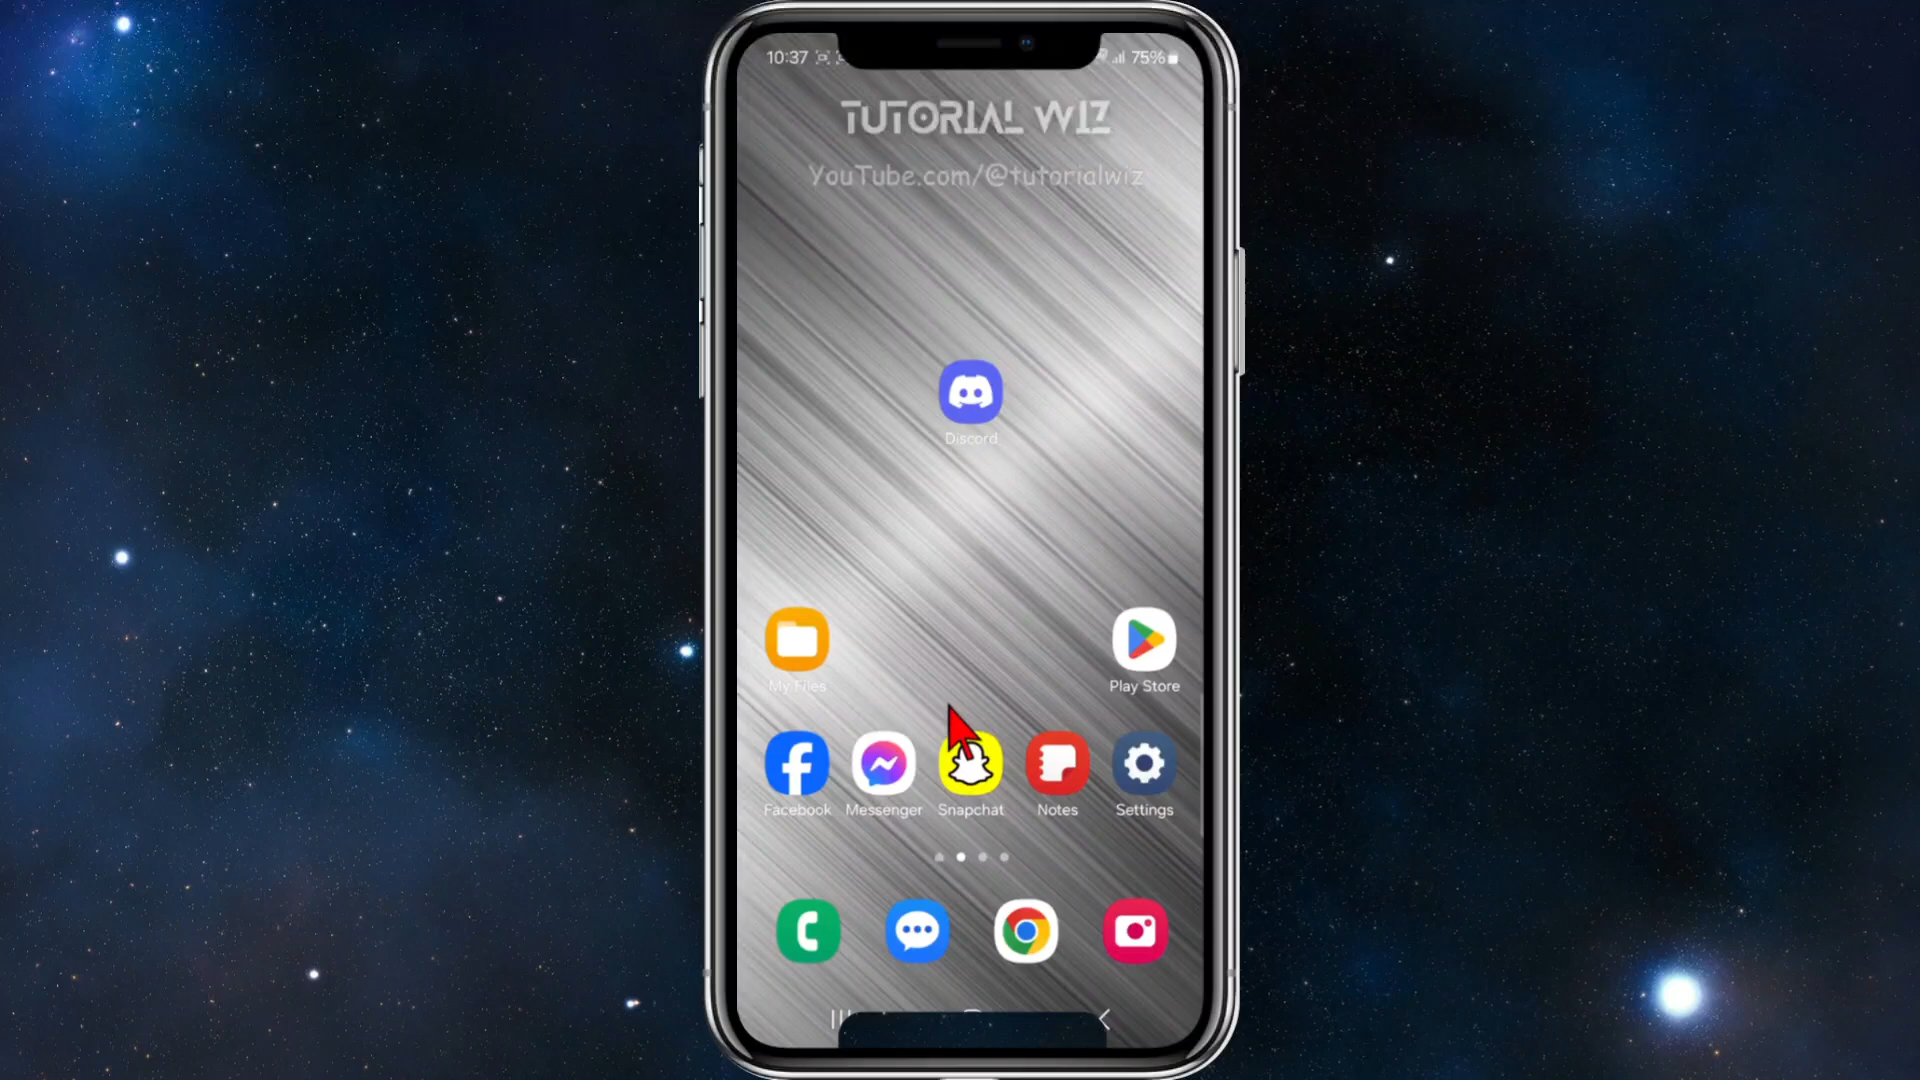 10:37
75%
TUTORIAL WIZ
YouTube.com/@tutorialwiz
Discord
My Files
Play Store
Facebook
Messenger
Snapchat
Notes
Settings